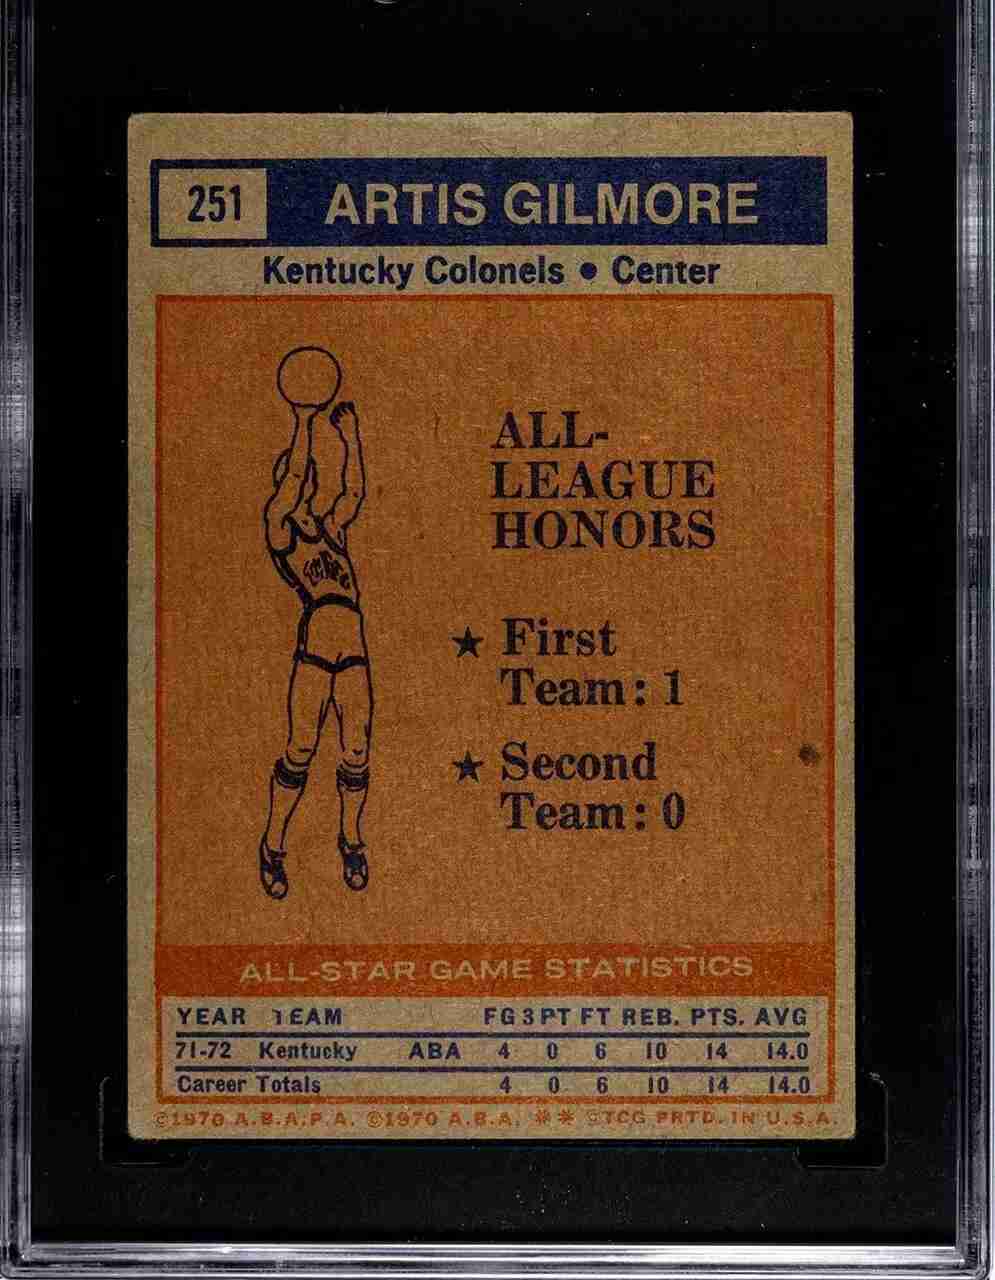 251 ARTIS GILMORE
Kentucky Colonels • Center
ALL-
LEAGUE
HONORS
★ First
Team: 1
★ Second
Team: 0
ALL-STAR GAME STATISTICS
YEAR TEAM FG 3PT FT REB. PTS. AVG
71-72 Kentucky ABA 4 0 6 10 14 14.0
Career Totals 4 0 6 10 14 14.0
©1970 A.B.A.P.A. ©1970 A.B.A. ** ©TCG PRTD. IN U.S.A.